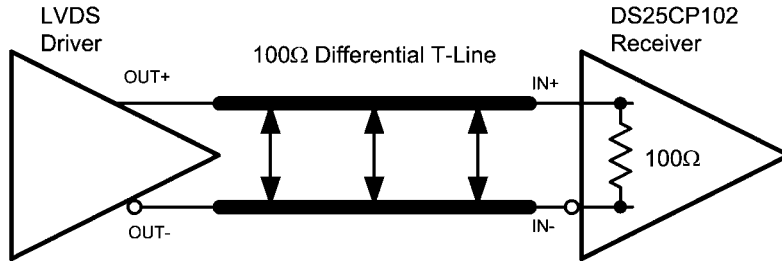 LVDS
Driver
OUT+
100Ω Differential T-Line
IN+
DS25CP102
Receiver
100Ω
OUT-
IN-